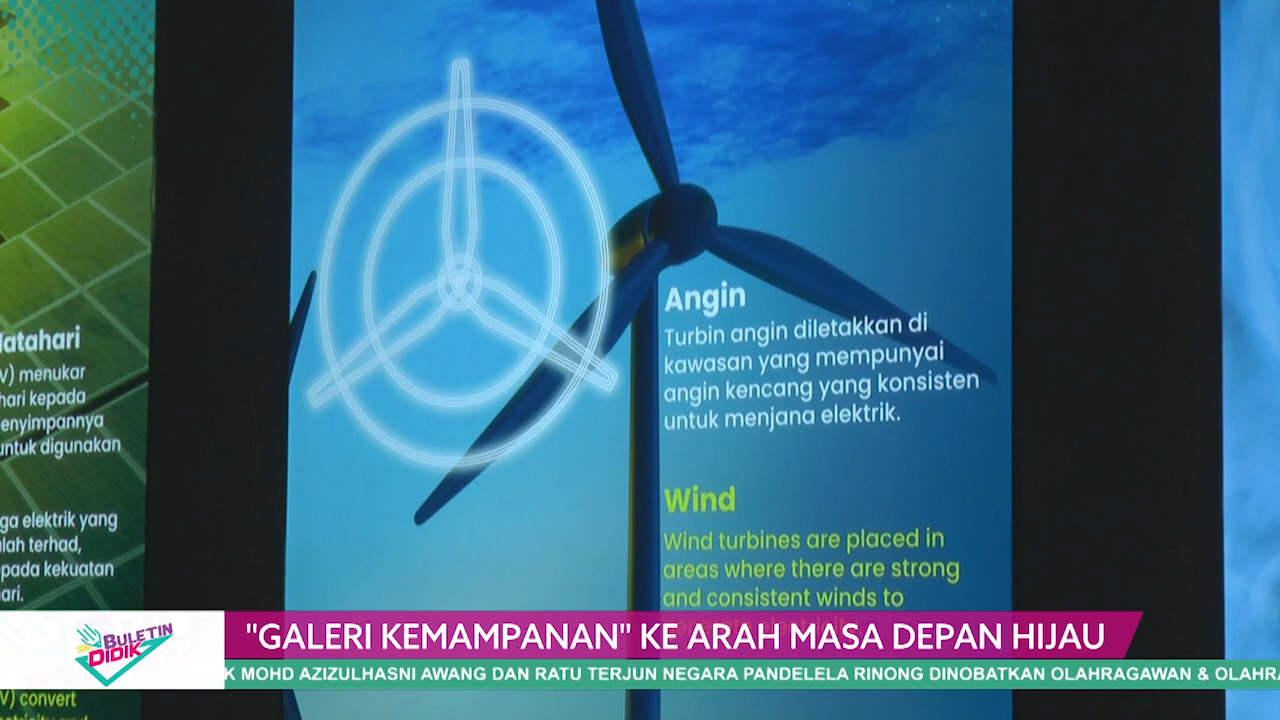 latahari
V) menukar
hari kepada
enyimpannya
untuk digunakan
ga elektrik yang
lah terhad,
pada kekuatan
ari.
V) convert
Angin
Turbin angin diletakkan di
kawasan yang mempunyai
angin kencang yang konsisten
untuk menjana elektrik.
Wind
Wind turbines are placed in
areas where there are strong
and consistent winds to
generate electricity.
BULETIN
DIDIK
"GALERI KEMAMPANAN" KE ARAH MASA DEPAN HIJAU
K MOHD AZIZULHASNI AWANG DAN RATU TERJUN NEGARA PANDELELA RINONG DINOBATKAN OLAHRAGAWAN & OLAHRA